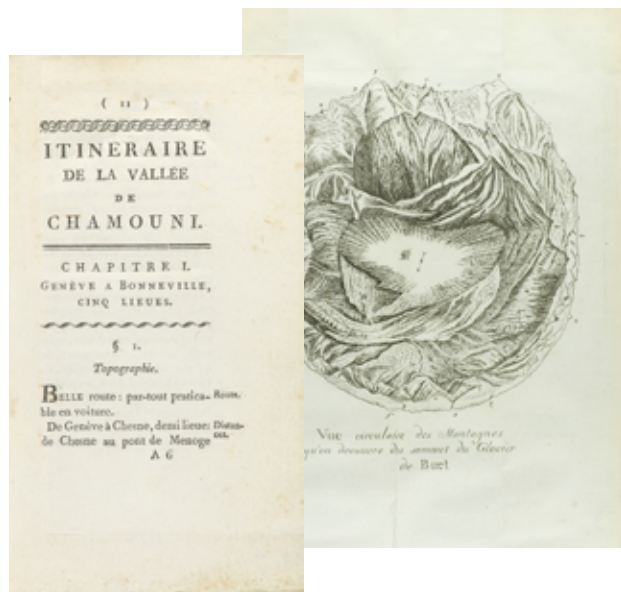 ( 11 )
ITINERAIRE
DE LA VALLÉE
DE
CHAMOUNI.
CHAPITRE I.
GENÈVE A BONNEVILLE,
CINQ LIEUES.
§ 1.
Topographie.
BELLE route : par-tout pratica- Route.
ble en voiture.
De Genève à Chesne, demi lieue: Distan-
de Chesne au pont de Menoge ces.
A 6
Vue circulaire des Montagnes
qu'on decouvre du sommet du Glacier
de Buet